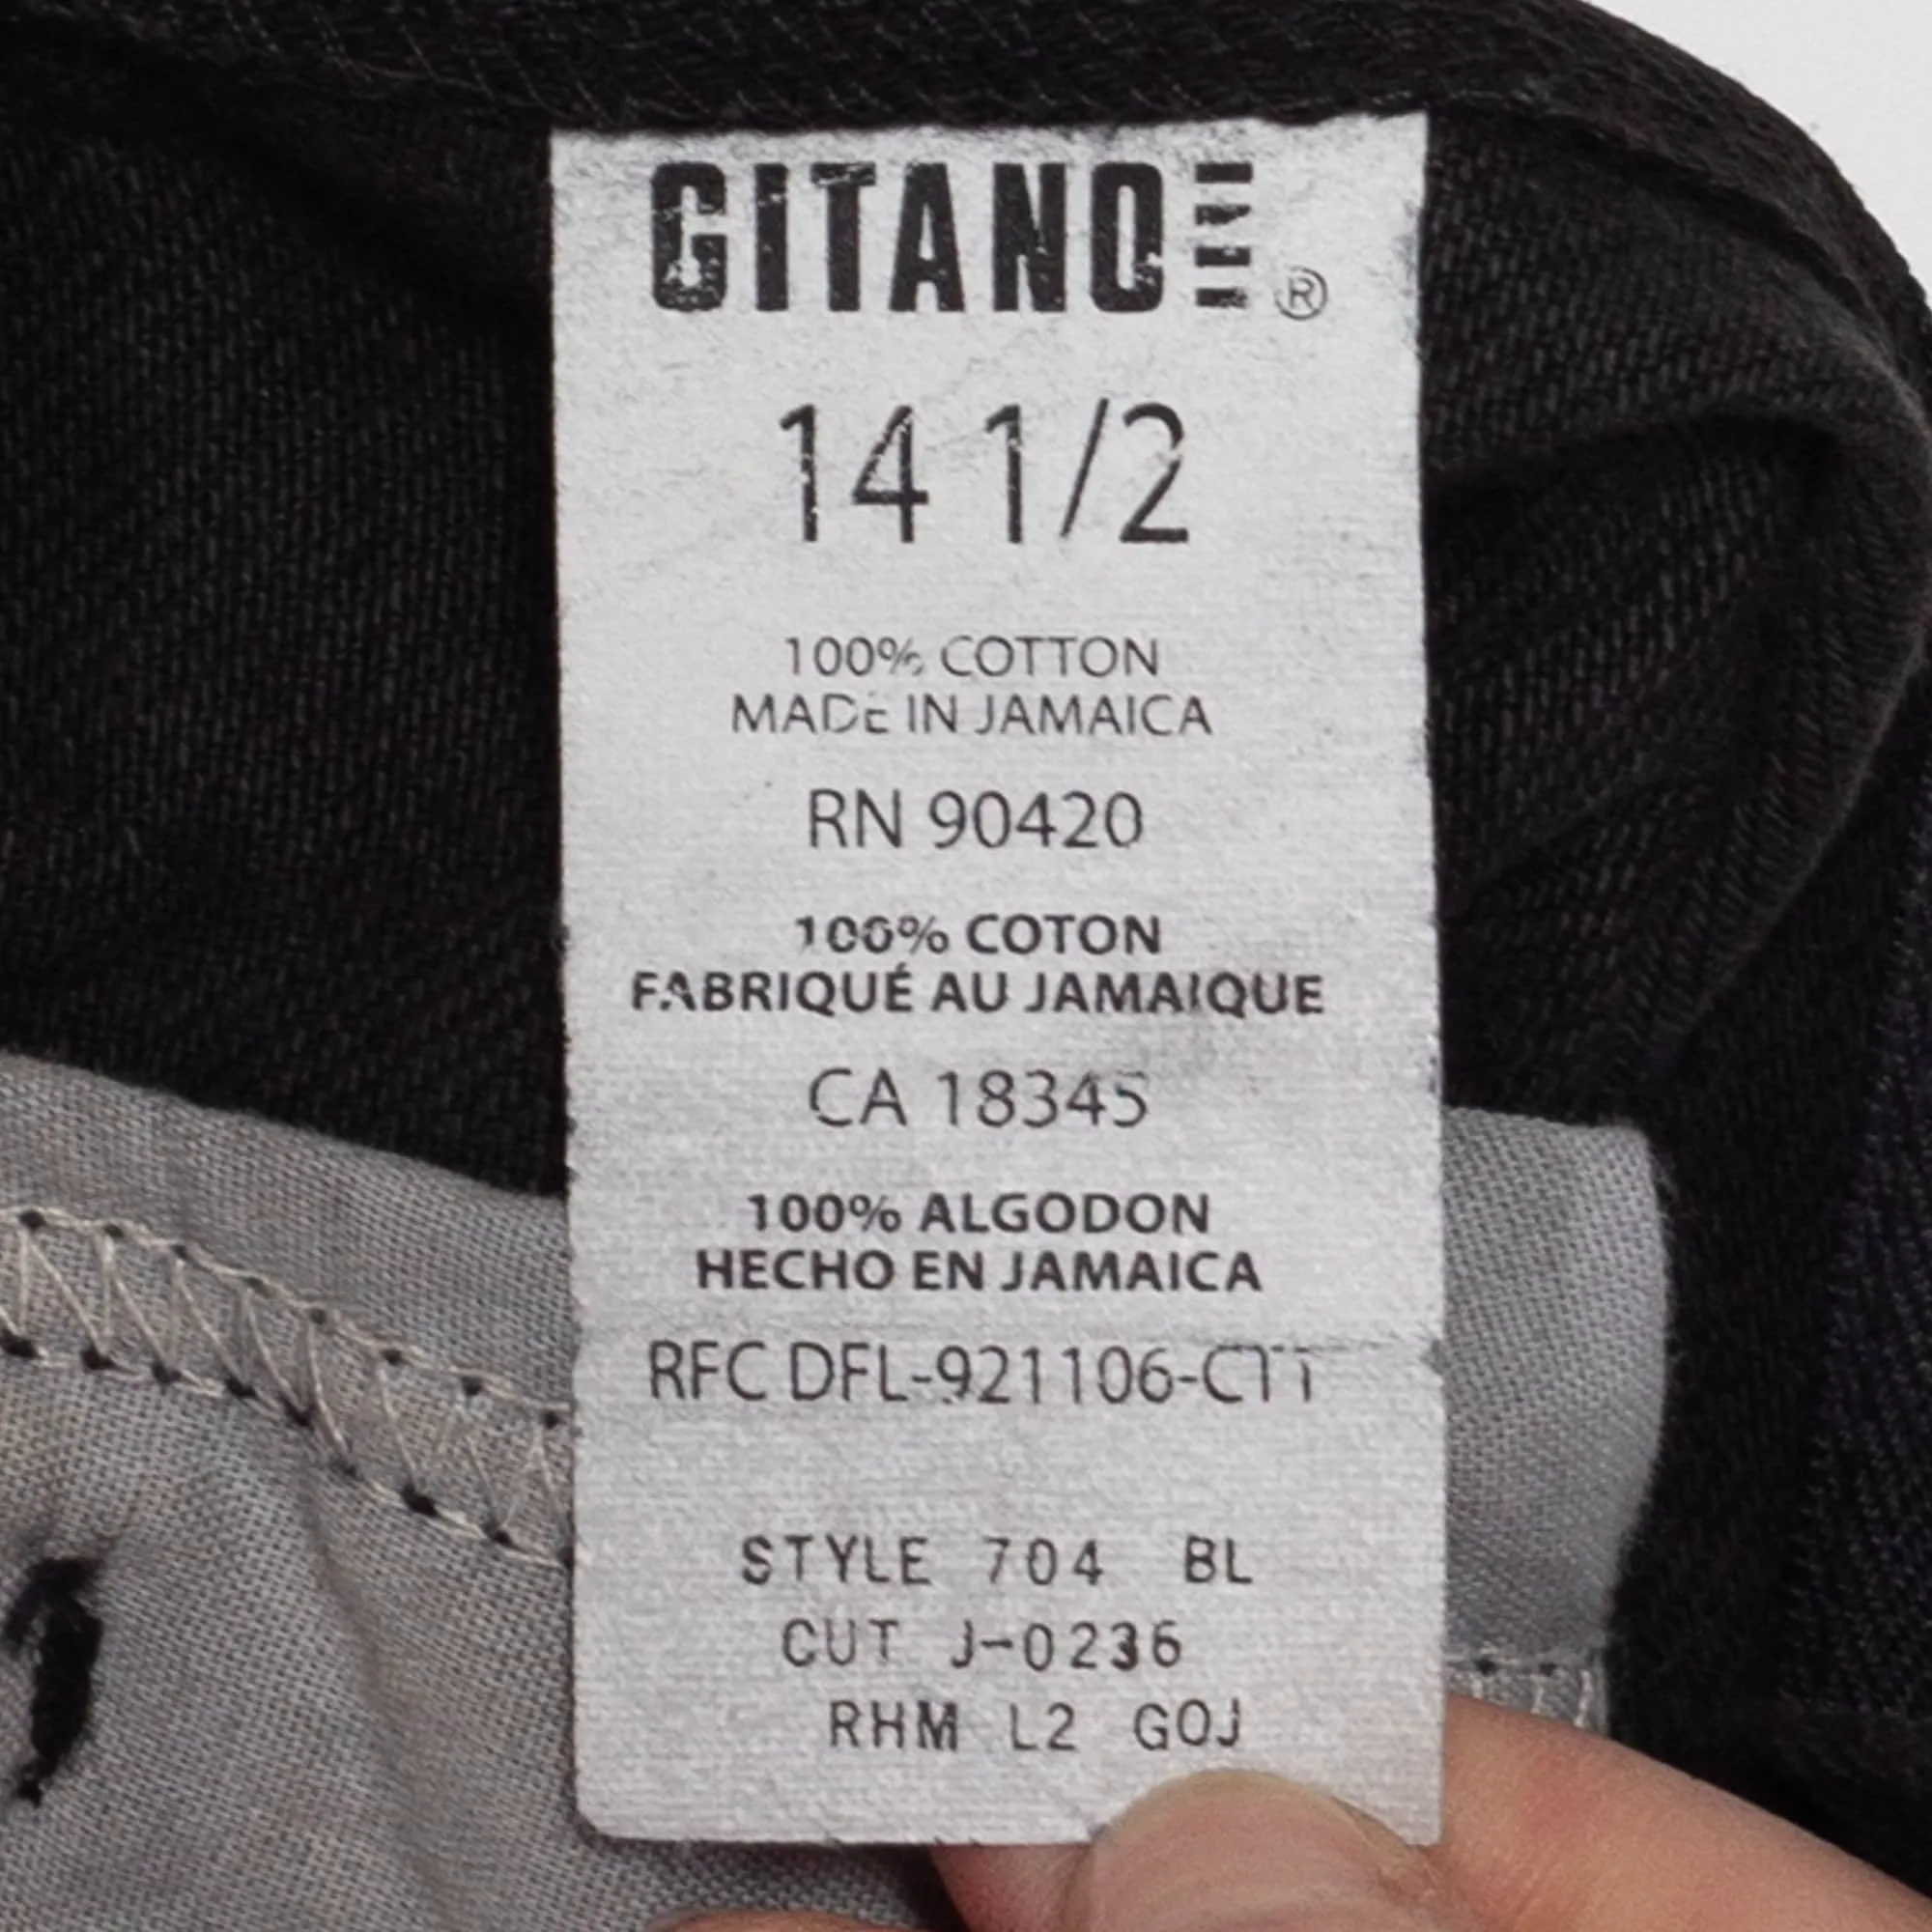 GITANO ®
14 1/2
100% COTTON
MADE IN JAMAICA
RN 90420
100% COTON
FABRIQUÉ AU JAMAIQUE
CA 18345
100% ALGODON
HECHO EN JAMAICA
RFC DFL-921106-CTT
STYLE 704 BL
CUT J-0236
RHM L2 GOJ